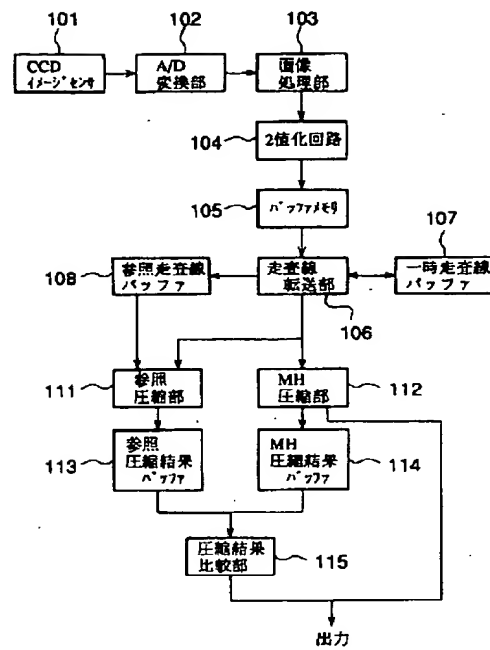 101
102
103
CCD
イメージセンサ
A/D
変換部
画像
処理部
104
2値化回路
105
バッファメモリ
107
108
参照走査線
バッファ
走査線
転送部
一時走査線
バッファ
106
111
参照
圧縮部
MH
圧縮部
112
参照
圧縮結果
バッファ
113
MH
圧縮結果
バッファ
114
圧縮結果
比較部
115
出力